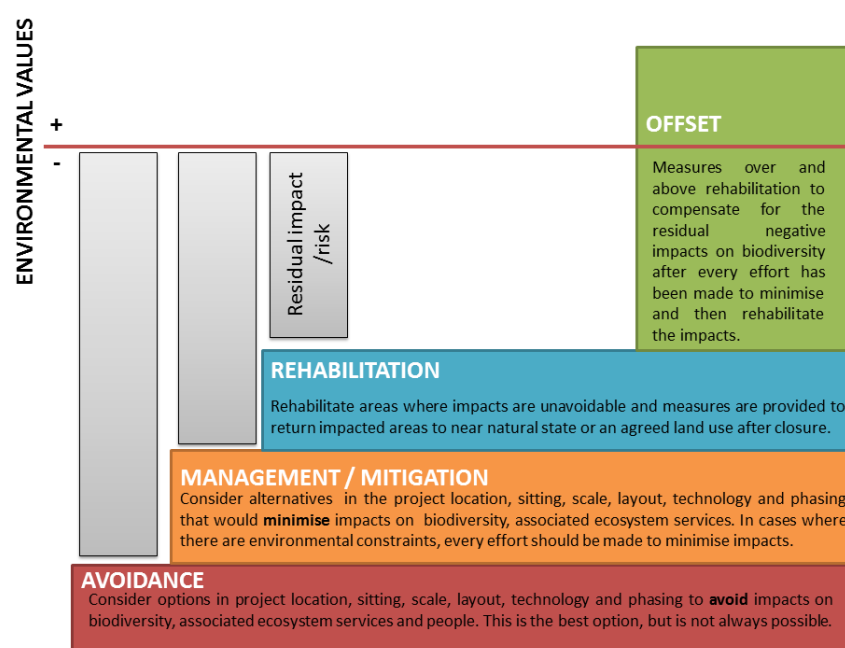 ENVIRONMENTAL VALUES
+
-
Residual impact
/risk
OFFSET
Measures over and
above rehabilitation to
compensate for the
residual negative
impacts on biodiversity
after every effort has
been made to minimise
and then rehabilitate
the impacts.
REHABILITATION
Rehabilitate areas where impacts are unavoidable and measures are provided to
return impacted areas to near natural state or an agreed land use after closure.
MANAGEMENT / MITIGATION
Consider alternatives in the project location, sitting, scale, layout, technology and phasing
that would minimise impacts on biodiversity, associated ecosystem services. In cases where
there are environmental constraints, every effort should be made to minimise impacts.
AVOIDANCE
Consider options in project location, sitting, scale, layout, technology and phasing to avoid impacts on
biodiversity, associated ecosystem services and people. This is the best option, but is not always possible.